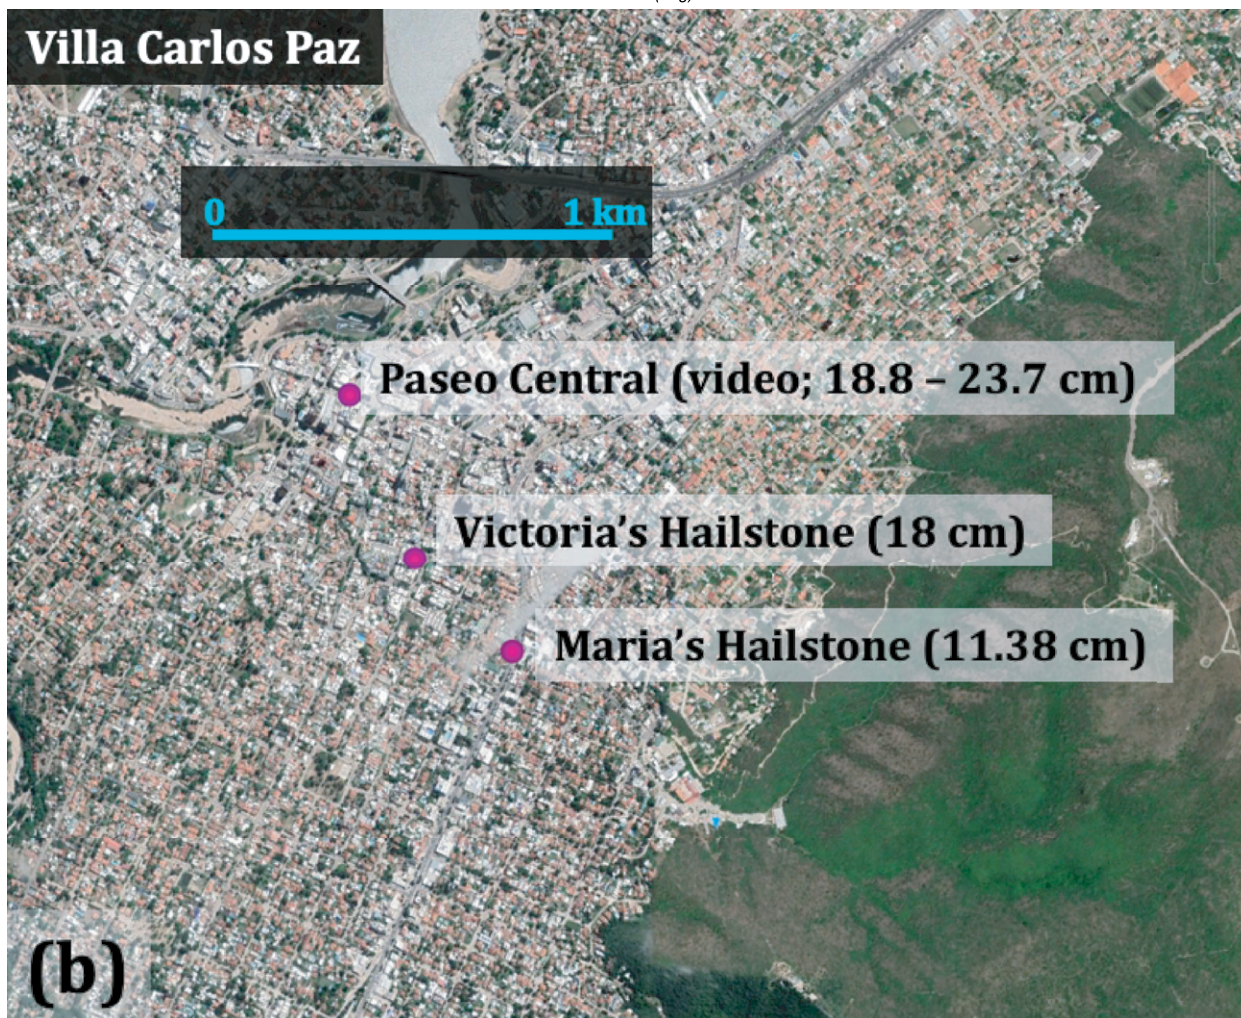 Villa Carlos Paz
0 1 km
Paseo Central (video; 18.8 – 23.7 cm)
Victoria’s Hailstone (18 cm)
Maria’s Hailstone (11.38 cm)
(b)